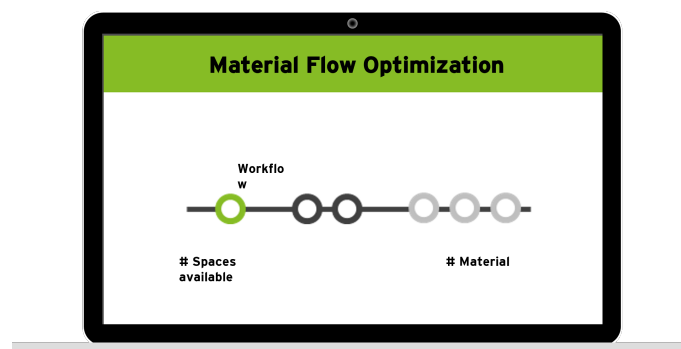 Material Flow Optimization
Workflo
w
# Spaces
available
# Material